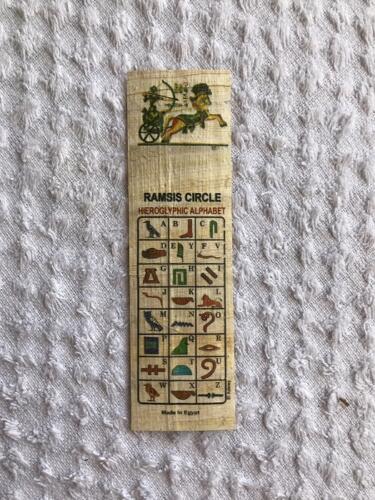 RAMSIS CIRCLE
HIEROGLYPHIC ALPHABET
A B C
D E F V
G H I
J K L
M N O
P Q R
S T U
W X Z
Made In Egypt